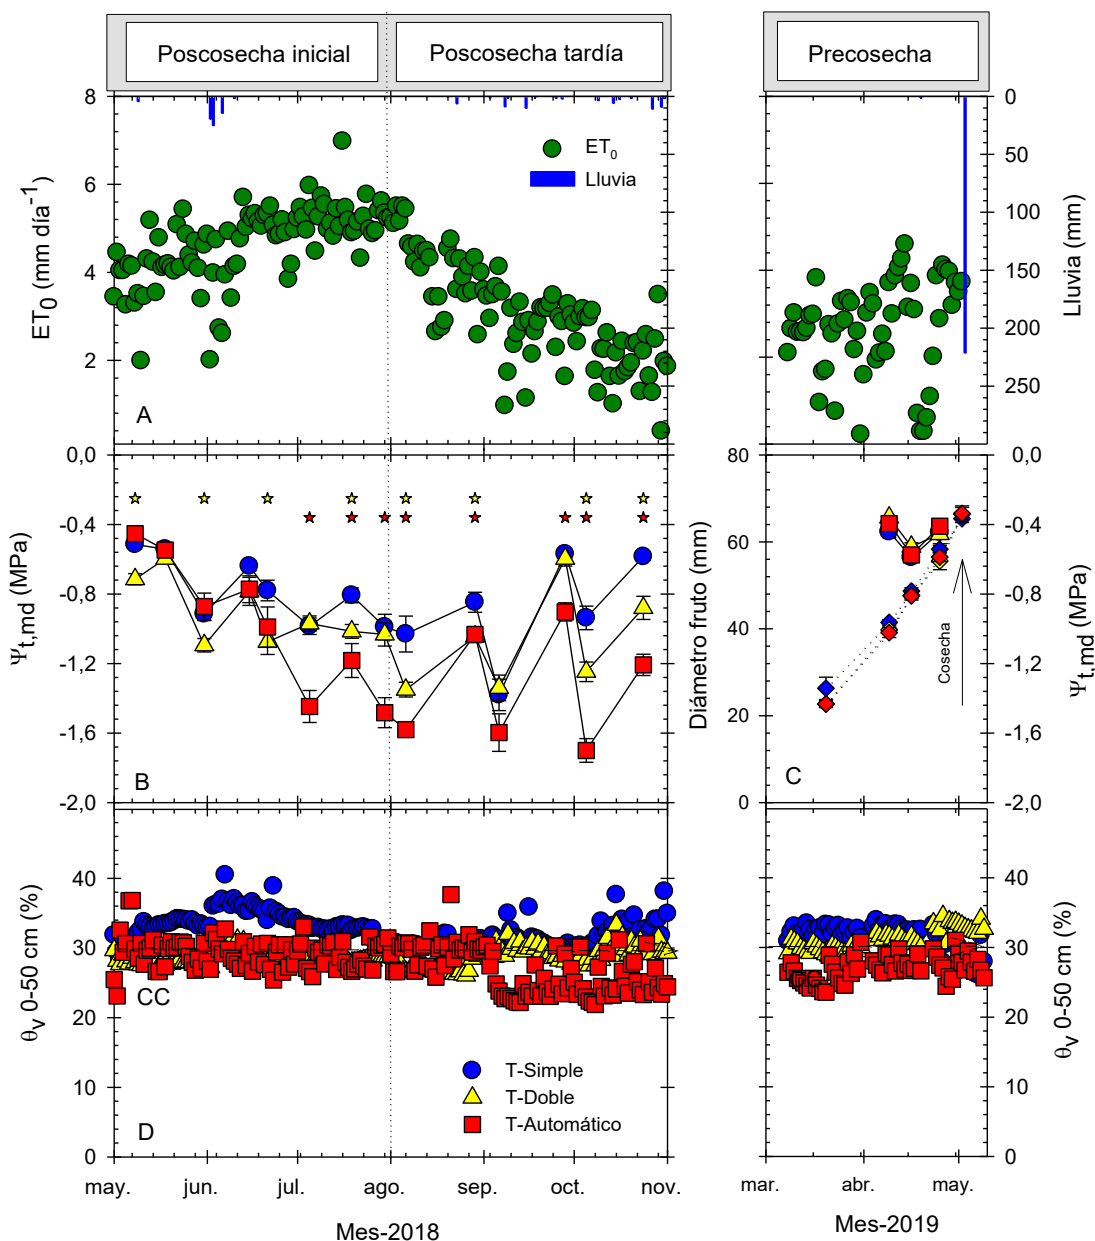 Poscosecha inicial
Poscosecha tardía
Precosecha
8
6
4
2
ET0 (mm día-1)
ET0
Lluvia
A
0
50
100
150
200
250
Lluvia (mm)
0,0
-0,4
-0,8
-1,2
-1,6
-2,0
Ψt,md (MPa)
B
80
60
40
20
0
Diámetro fruto (mm)
Cosecha
C
0,0
-0,4
-0,8
-1,2
-1,6
-2,0
Ψt,md (MPa)
40
30
20
10
0
θv 0-50 cm (%)
CC
T-Simple
T-Doble
T-Automático
D
40
30
20
10
0
θv 0-50 cm (%)
may. jun. jul. ago. sep. oct. nov.
mar. abr. may.
Mes-2018
Mes-2019